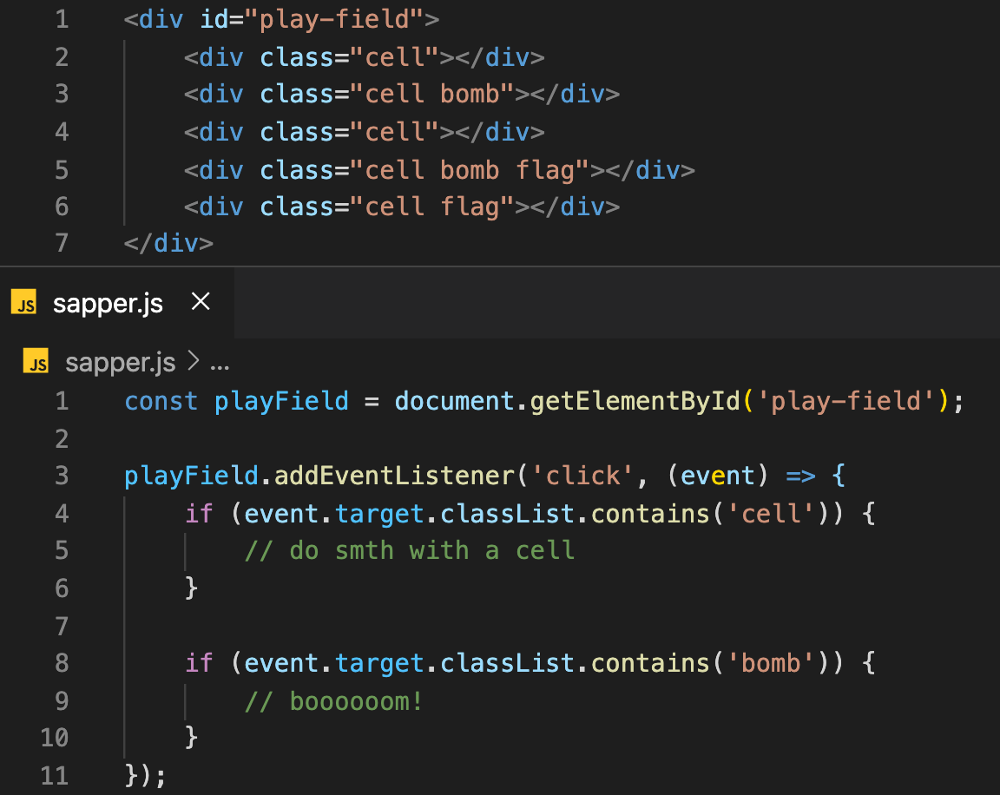 1 <div id="play-field">
2 <div class="cell"></div>
3 <div class="cell bomb"></div>
4 <div class="cell"></div>
5 <div class="cell bomb flag"></div>
6 <div class="cell flag"></div>
7 </div>
JS sapper.js ×
JS sapper.js > ...
1 const playField = document.getElementById('play-field');
2
3 playField.addEventListener('click', (event) => {
4 if (event.target.classList.contains('cell')) {
5 // do smth with a cell
6 }
7
8 if (event.target.classList.contains('bomb')) {
9 // boooooom!
10 }
11 });